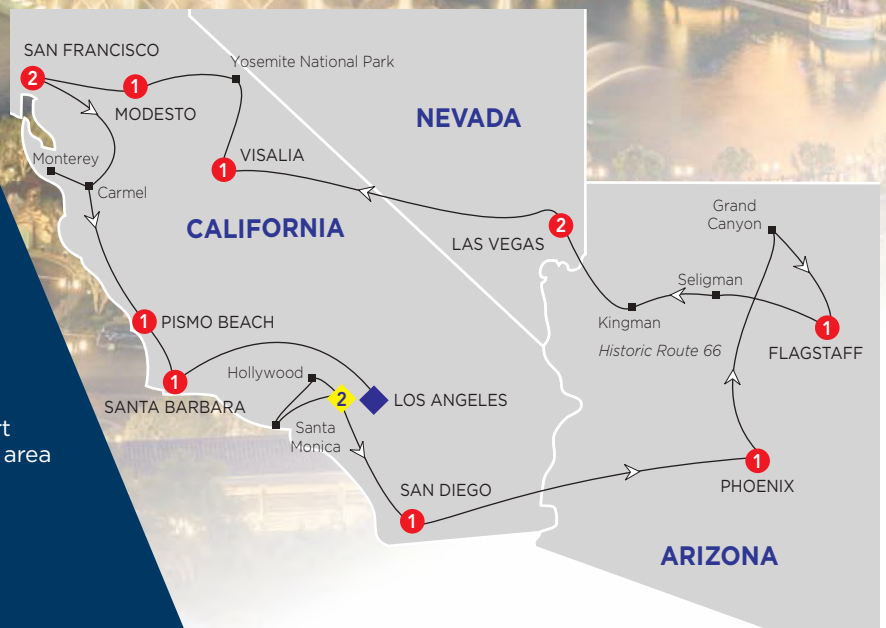 SAN FRANCISCO
2
1
MODESTO
Yosemite National Park
NEVADA
Monterey
Carmel
1
VISALIA
CALIFORNIA
LAS VEGAS
2
Grand
Canyon
Seligman
Kingman
Historic Route 66
1
FLAGSTAFF
1
PISMO BEACH
1
SANTA BARBARA
Hollywood
2
LOS ANGELES
Santa
Monica
rt
area
SAN DIEGO
1
1
PHOENIX
ARIZONA